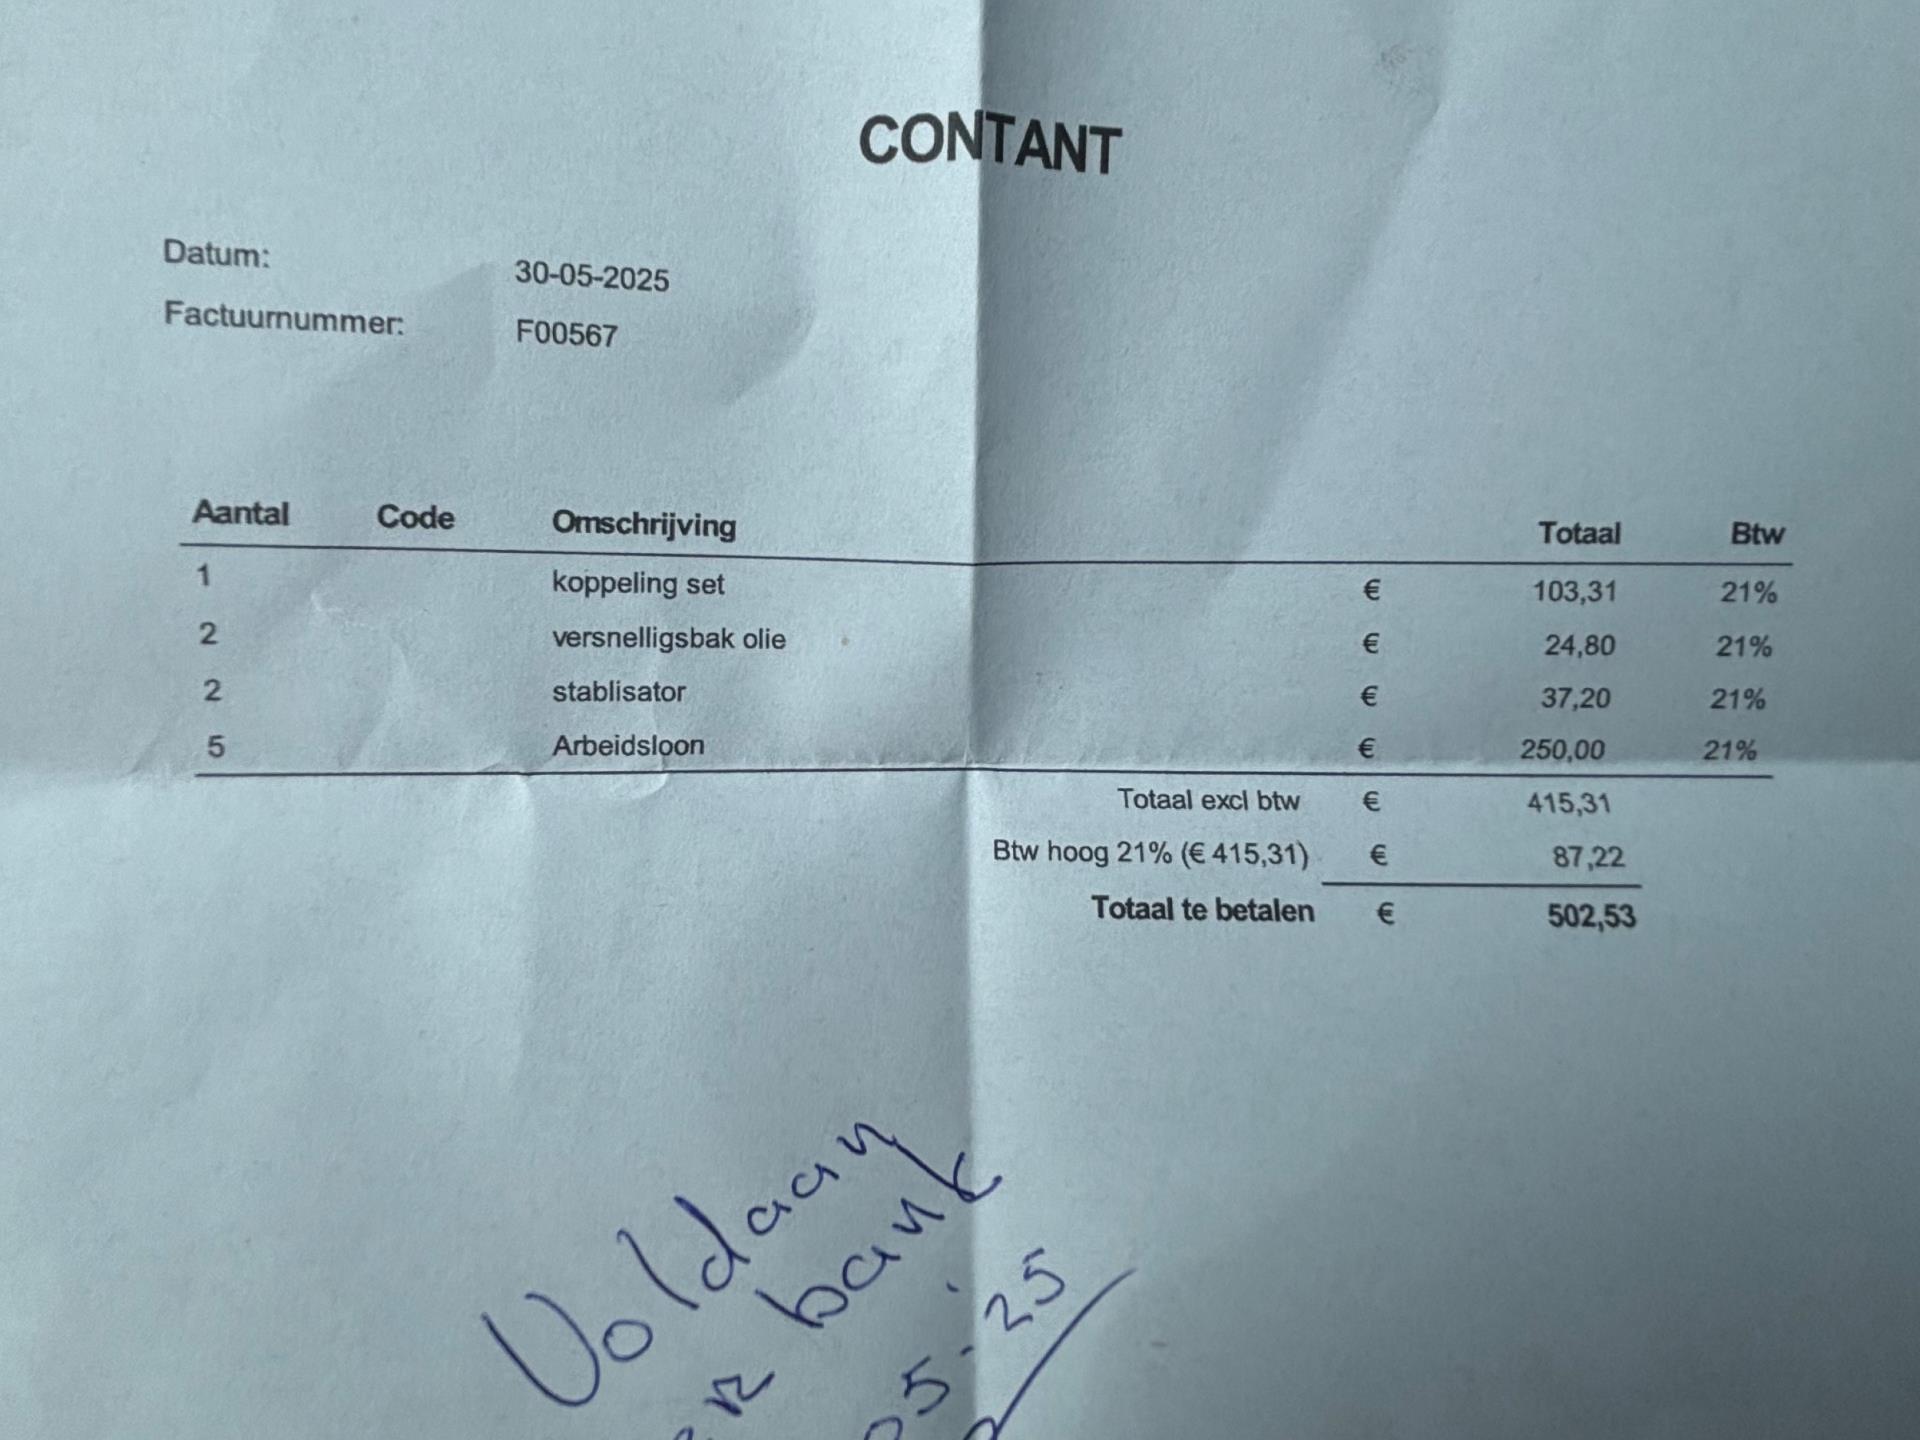 CONTANT
Datum: 30-05-2025
Factuurnummer: F00567
Aantal Code Omschrijving Totaal Btw
1 koppeling set € 103,31 21%
2 versnelligsbak olie € 24,80 21%
2 stablisator € 37,20 21%
5 Arbeidsloon € 250,00 21%
Totaal excl btw € 415,31
Btw hoog 21% (€ 415,31) € 87,22
Totaal te betalen € 502,53
Voldaan
bank
05-25